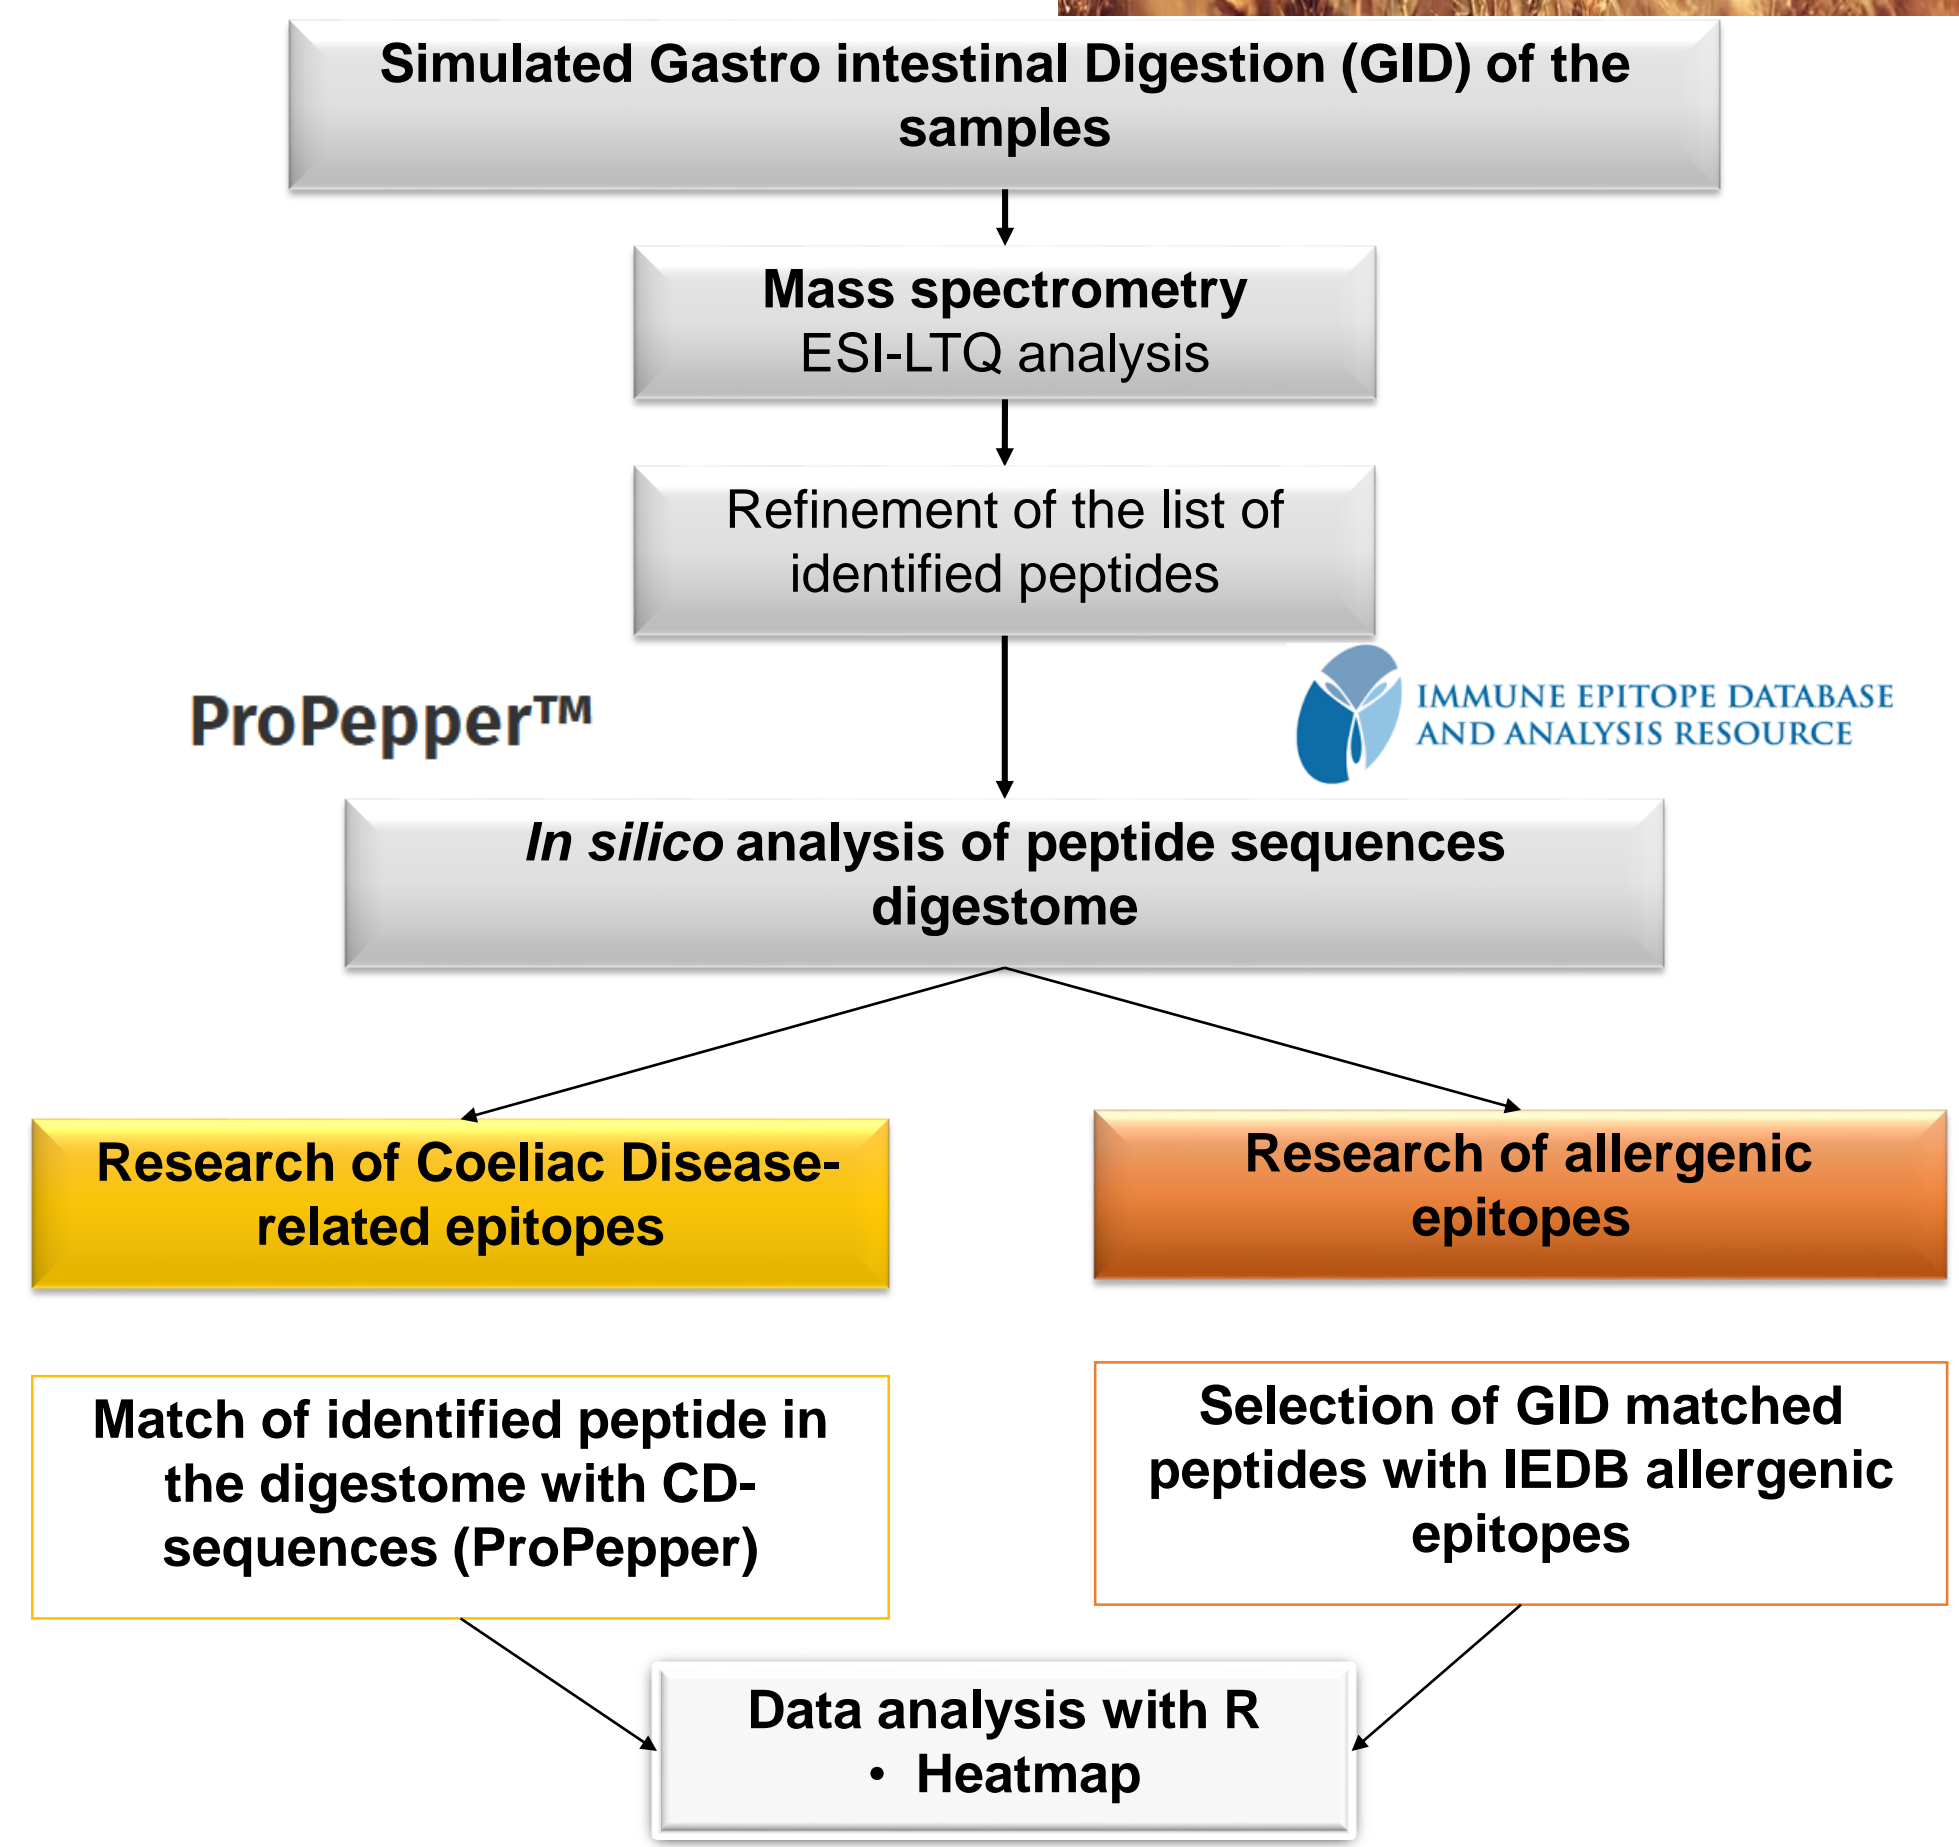 Simulated Gastro intestinal Digestion (GID) of the
samples
Mass spectrometry
ESI-LTQ analysis
Refinement of the list of
identified peptides
ProPepper™
IMMUNE EPITOPE DATABASE
AND ANALYSIS RESOURCE
In silico analysis of peptide sequences
digestome
Research of Coeliac Disease-
related epitopes
Research of allergenic
epitopes
Match of identified peptide in
the digestome with CD-
sequences (ProPepper)
Selection of GID matched
peptides with IEDB allergenic
epitopes
Data analysis with R
• Heatmap